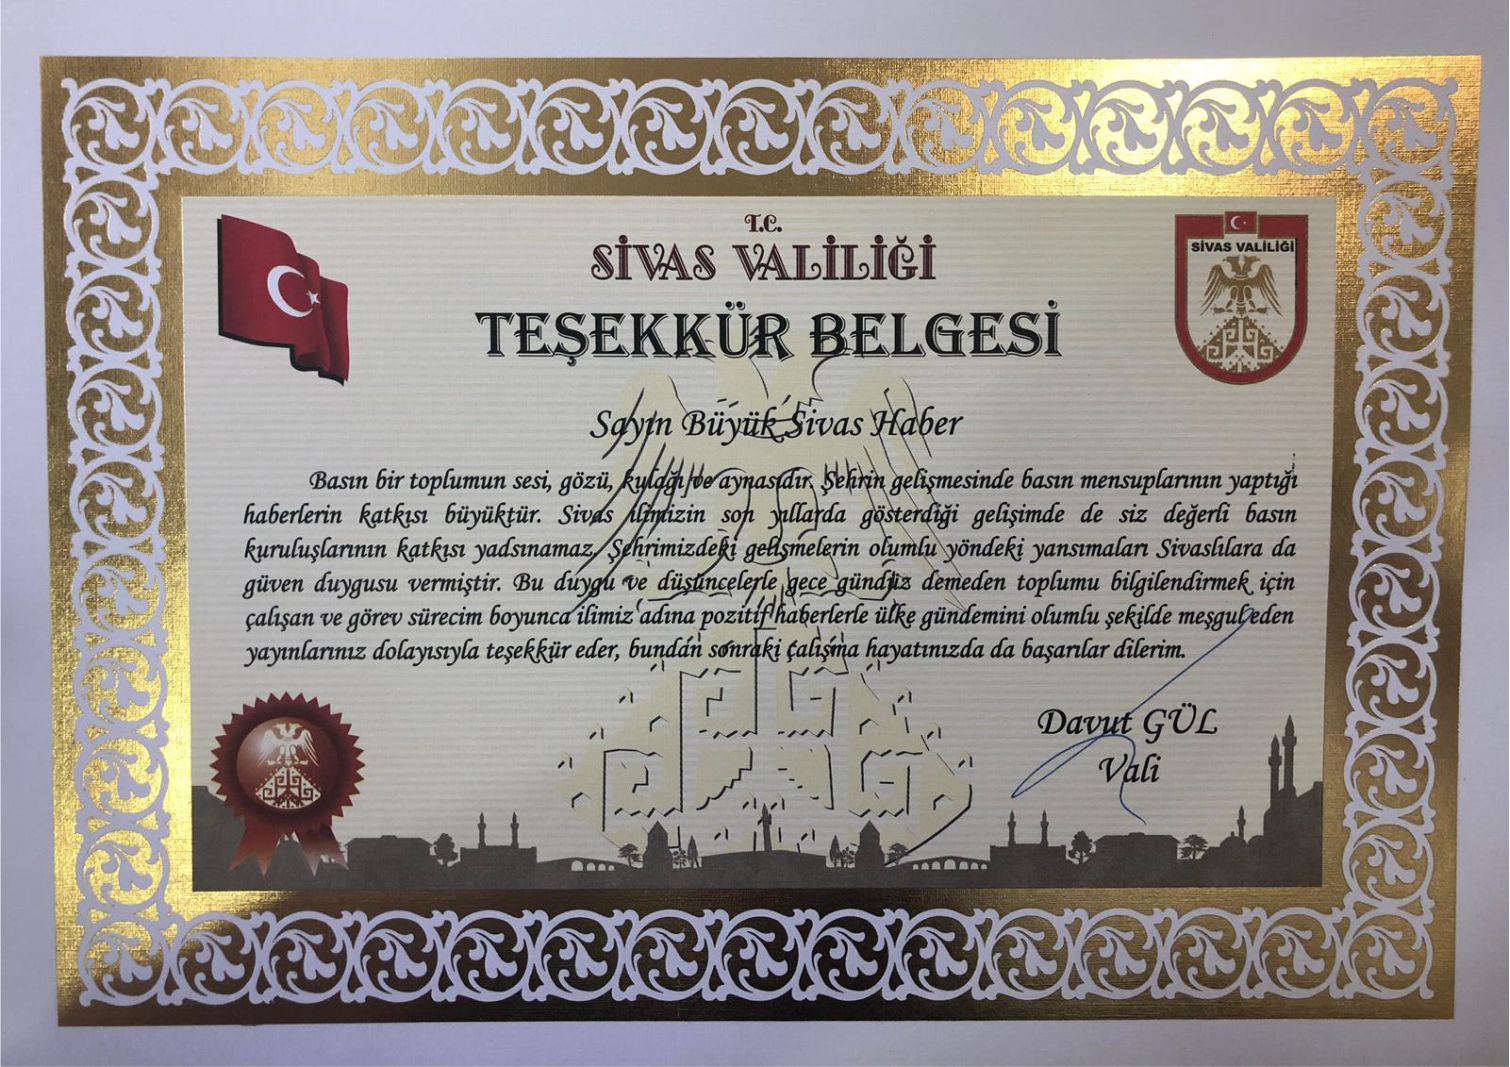 T.C.
SİVAS VALİLİĞİ
SİVAS VALİLİĞİ
TEŞEKKÜR BELGESİ
Sayın Büyük Sivas Haber
Basın bir toplumun sesi, gözü, kulağı ve aynasıdır. Şehrin gelişmesinde basın mensuplarının yaptığı
haberlerin katkısı büyüktür. Sivas ilimizin son yıllarda gösterdiği gelişimde de siz değerli basın
kuruluşlarının katkısı yadsınamaz. Şehrimizdeki gelişmelerin olumlu yöndeki yansımaları Sivaslılara da
güven duygusu vermiştir. Bu duygu ve düşüncelerle gece gündüz demeden toplumu bilgilendirmek için
çalışan ve görev sürecim boyunca ilimiz adına pozitif haberlerle ülke gündemini olumlu şekilde meşgul eden
yayınlarınız dolayısıyla teşekkür eder, bundan sonraki çalışma hayatınızda da başarılar dilerim.
Davut GÜL
Vali